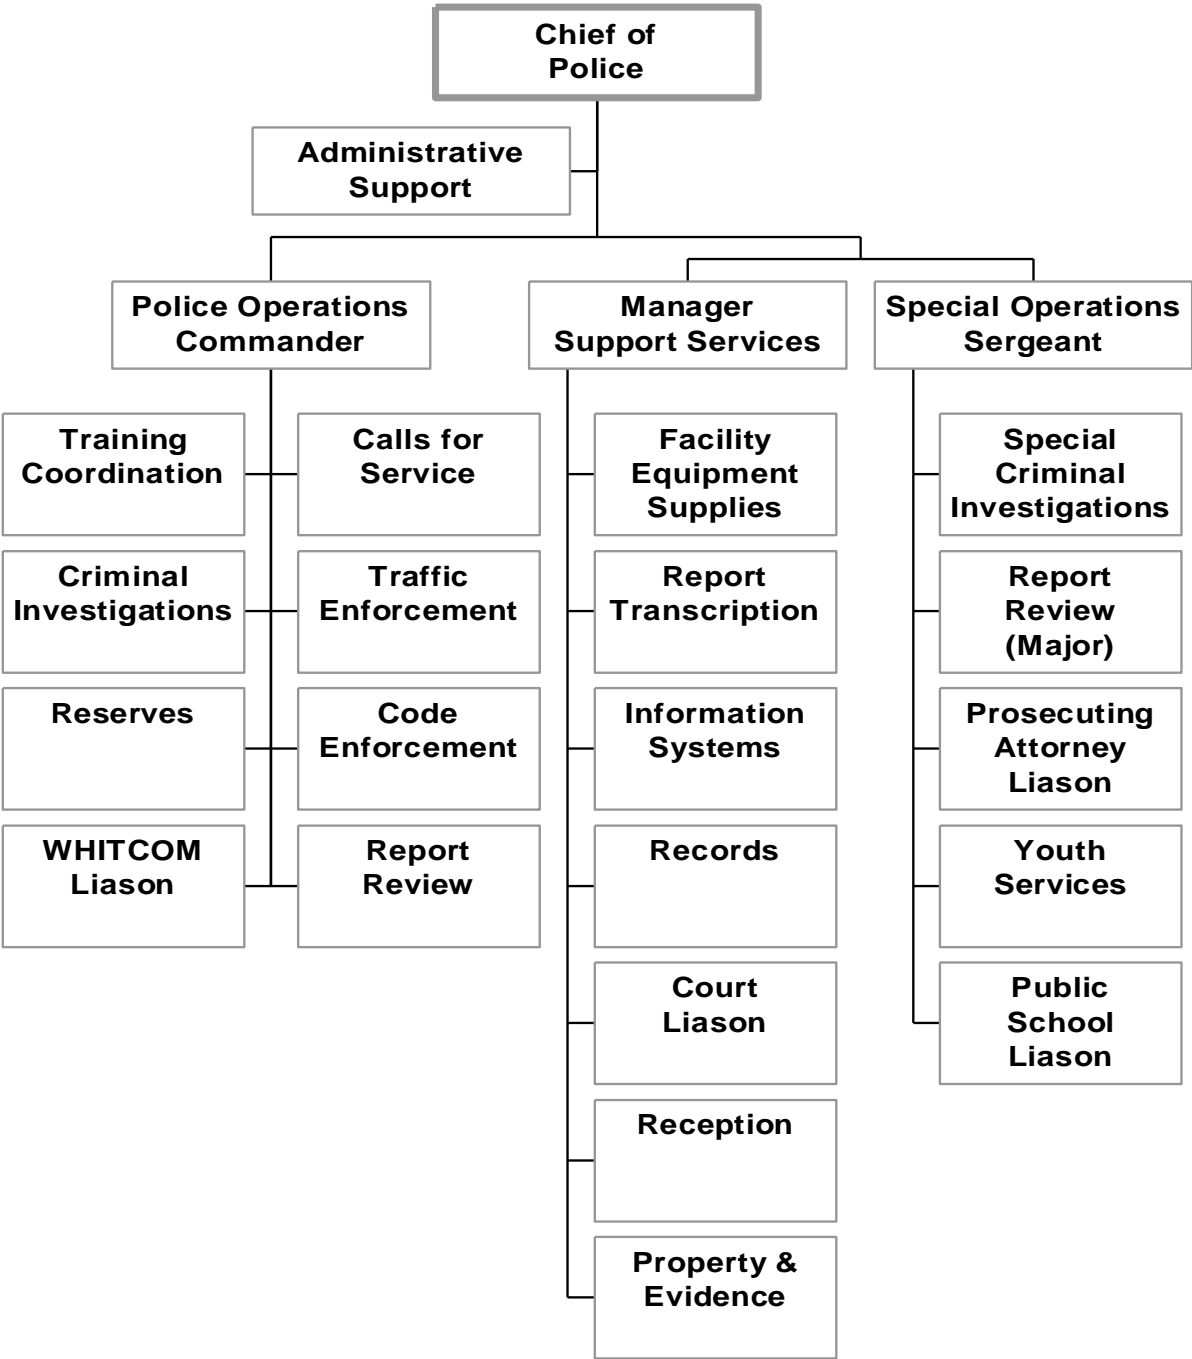 Chief of
Police
Administrative
Support
Police Operations
Commander
Manager
Support Services
Special Operations
Sergeant
Training
Coordination
Calls for
Service
Facility
Equipment
Supplies
Special
Criminal
Investigations
Criminal
Investigations
Traffic
Enforcement
Report
Transcription
Report
Review
(Major)
Reserves
Code
Enforcement
Information
Systems
Prosecuting
Attorney
Liason
WHITCOM
Liason
Report
Review
Records
Youth
Services
Court
Liason
Public
School
Liason
Reception
Property &
Evidence